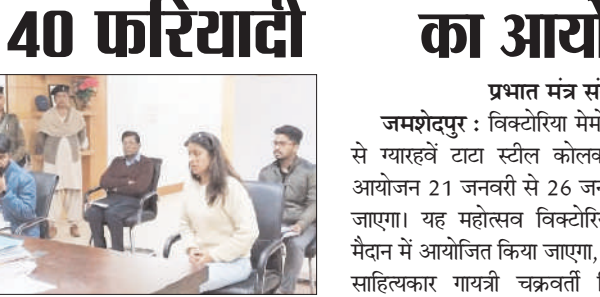 40 फरियादी
का आयो
प्रभात मंत्र सं
जमशेदपुर : विक्टोरिया मेमो
से ग्यारहवें टाटा स्टील कोलक
आयोजन 21 जनवरी से 26 जन
जाएगा। यह महोत्सव विक्टोरि
मैदान में आयोजित किया जाएगा,
साहित्यकार गायत्री चक्रवर्ती